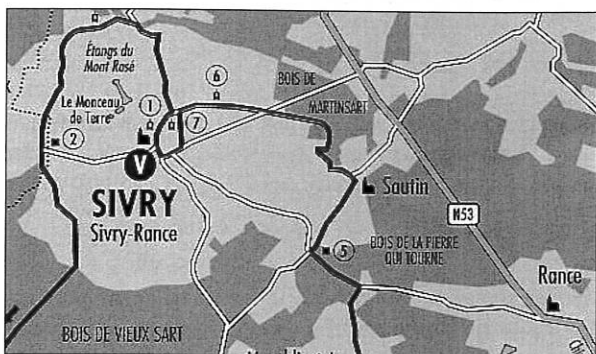 Étangs du
Mont Rosé
6
BOIS DE
MARTINSART
Le Monceau
de Terre
1
7
2
V
SIVRY
Sivry-Rance
Sautin
N53
5
BOIS DE LA PIERRE
QUI TOURNE
Rance
BOIS DE VIEUX SART